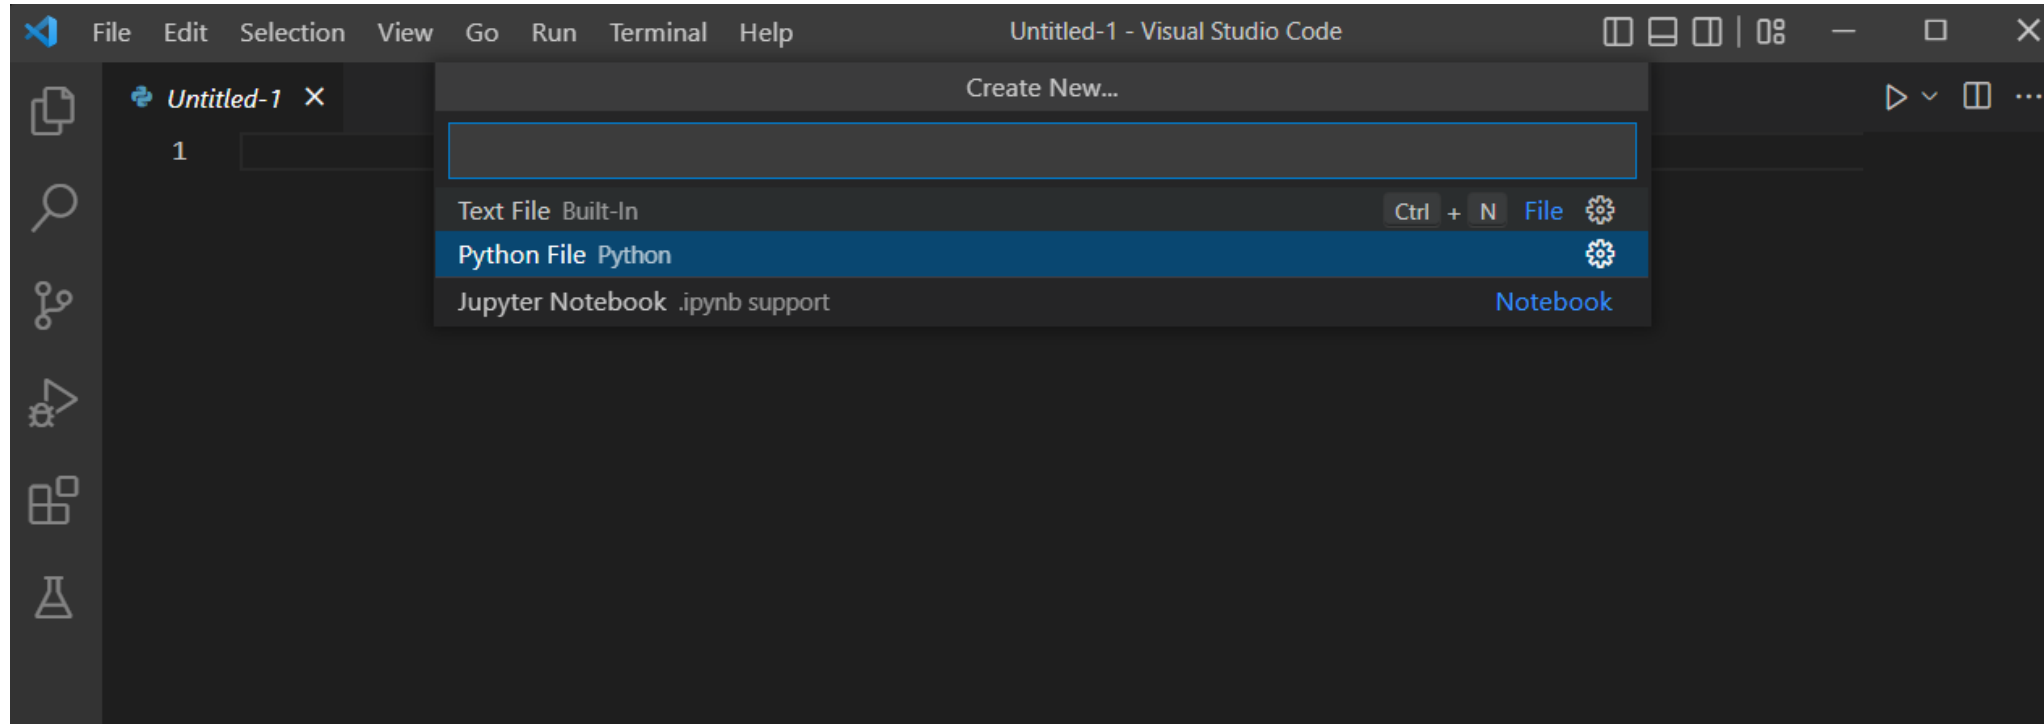 File Edit Selection View Go Run Terminal Help Untitled-1 - Visual Studio Code
Untitled-1
Create New...
1
Text File Built-In Ctrl + N File
Python File Python
Jupyter Notebook .ipynb support Notebook